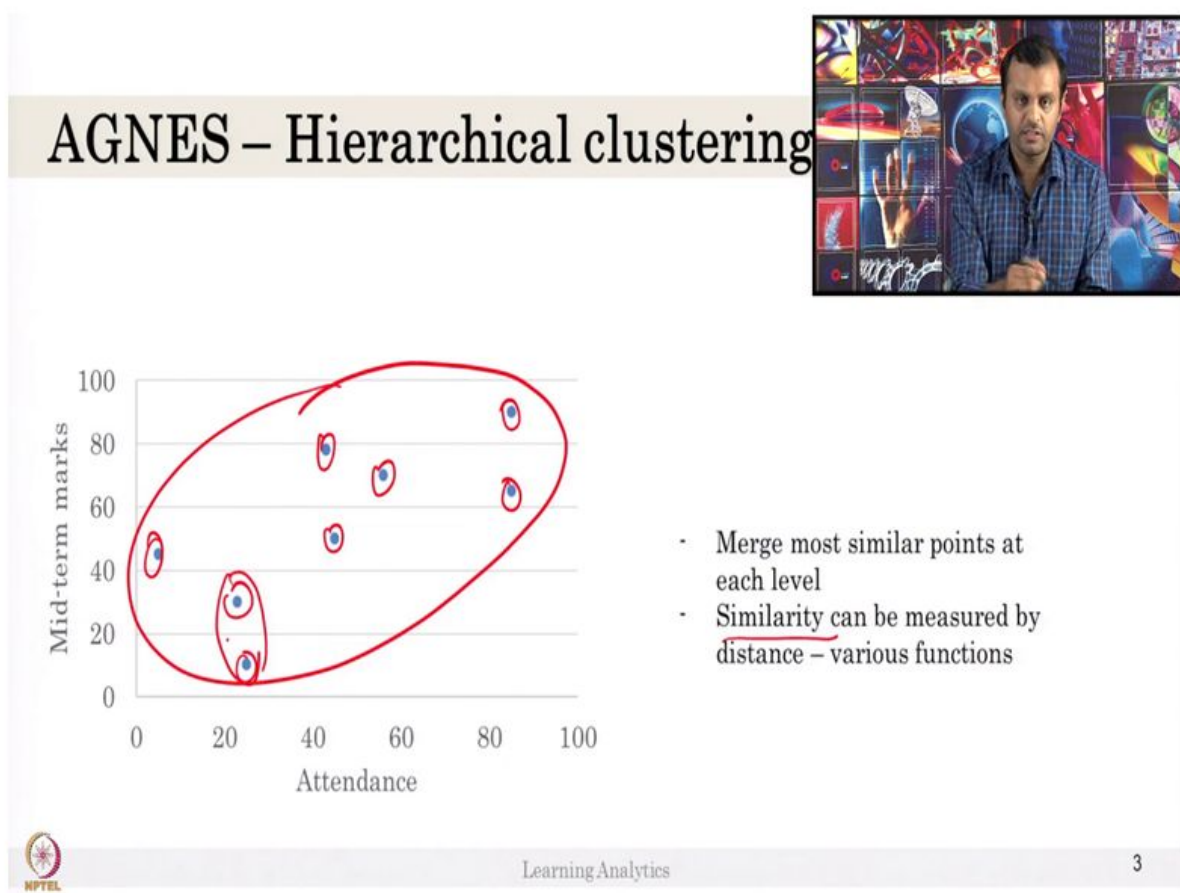 AGNES – Hierarchical clustering
100
80
60
40
20
0
Mid-term marks
0 20 40 60 80 100
Attendance
- Merge most similar points at
each level
- Similarity can be measured by
distance – various functions
NPTEL
Learning Analytics
3